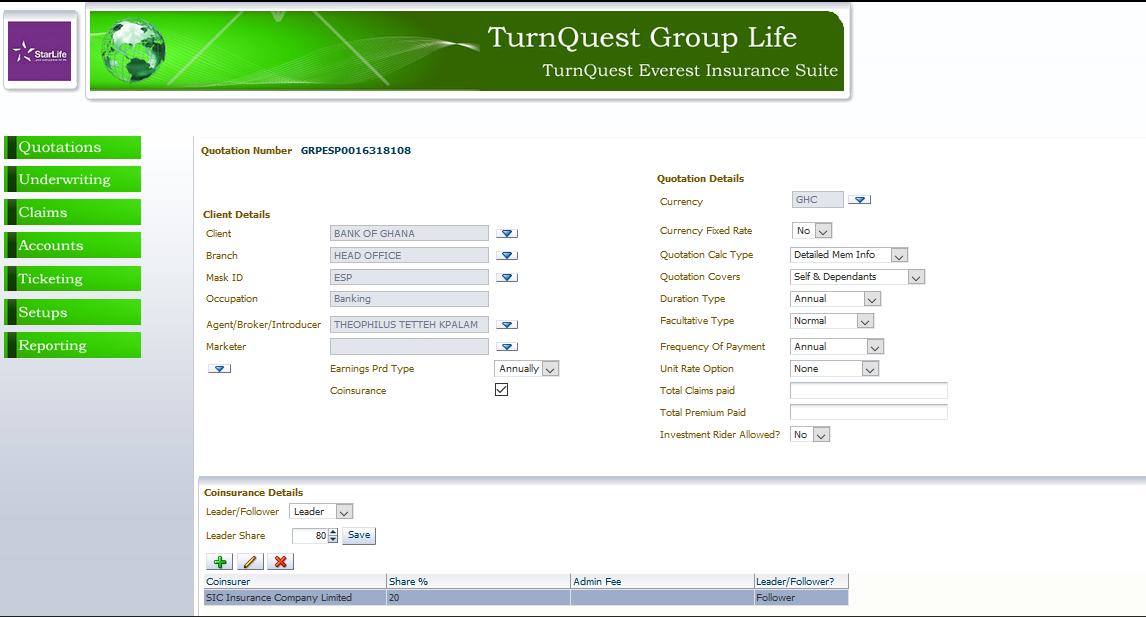 StarLife
TurnQuest Group Life
TurnQuest Everest Insurance Suite
Quotations
Underwriting
Claims
Accounts
Ticketing
Setups
Reporting
Quotation Number GRPESP0016318108
Client Details
Client BANK OF GHANA
Branch HEAD OFFICE
Mask ID ESP
Occupation Banking
Agent/Broker/Introducer THEOPHILUS TETTEH KPALAM
Marketer
Earnings Prd Type Annually
Coinsurance
Quotation Details
Currency GHC
Currency Fixed Rate No
Quotation Calc Type Detailed Mem Info
Quotation Covers Self & Dependants
Duration Type Annual
Facultative Type Normal
Frequency Of Payment Annual
Unit Rate Option None
Total Claims paid
Total Premium Paid
Investment Rider Allowed? No
Coinsurance Details
Leader/Follower Leader
Leader Share 80 Save
Coinsurer Share % Admin Fee Leader/Follower?
SIC Insurance Company Limited 20 Follower